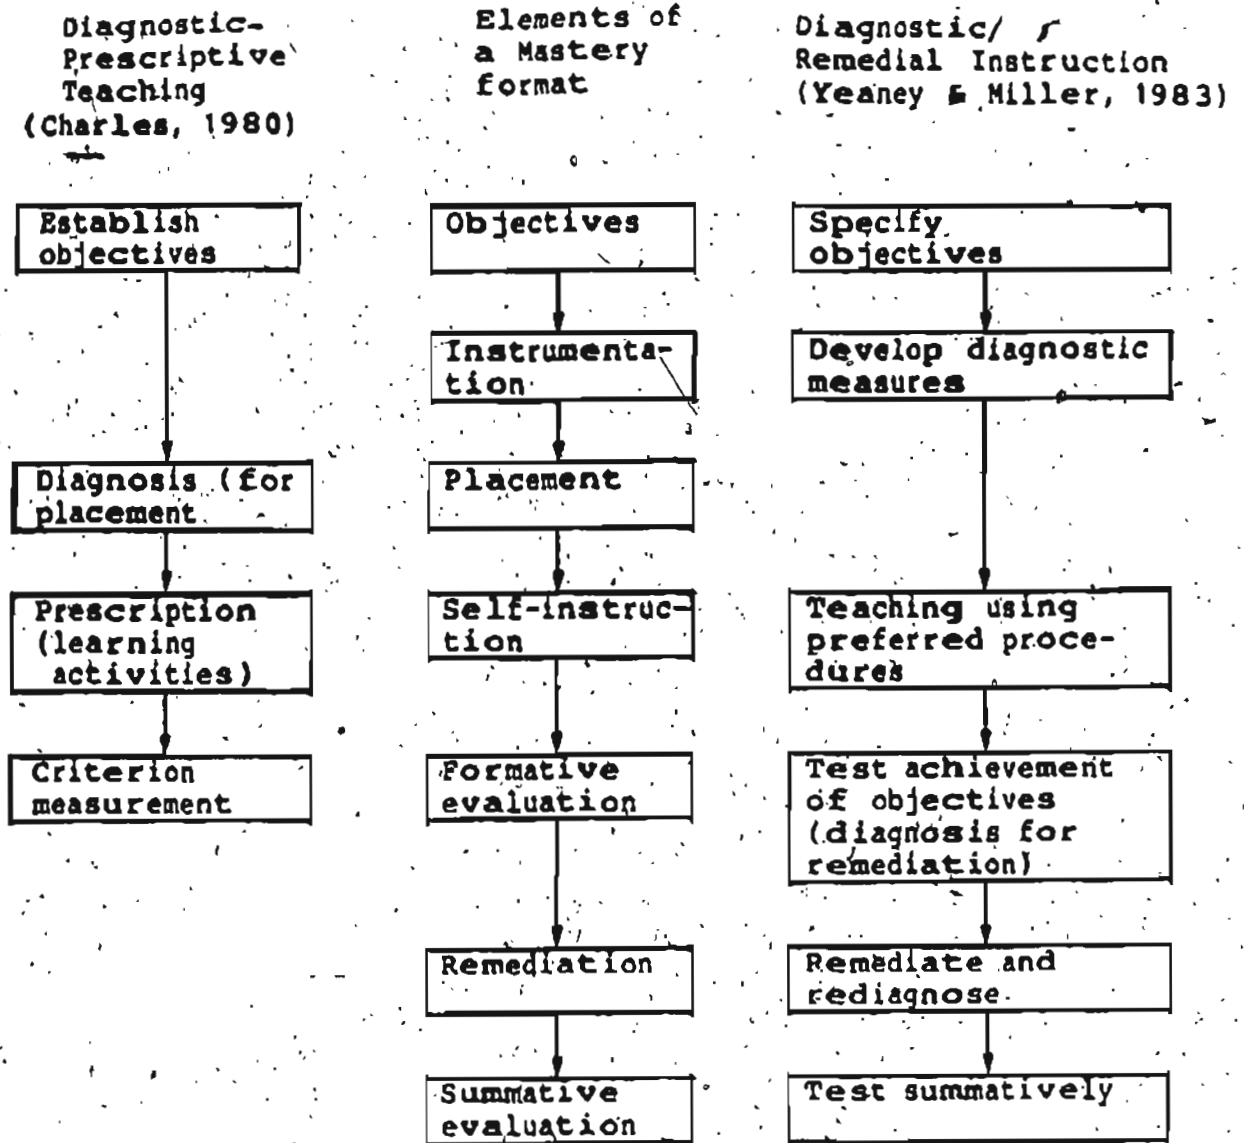 Diagnostic-
Prescriptive
Teaching
(Charles, 1980)
Establish
objectives
Diagnosis (for
placement
Prescription
(learning
activities)
Criterion
measurement
Elements of
a Mastery
format
Objectives
Instrumenta-
tion
Placement
Self-instruc-
tion
Formative
evaluation
Remediation
Summative
evaluation
Diagnostic/
Remedial Instruction
(Yeaney & Miller, 1983)
Specify
objectives
Develop diagnostic
measures
Teaching using
preferred proce-
dures
Test achievement
of objectives
(diagnosis for
remediation)
Remediate and
rediagnose
Test summatively